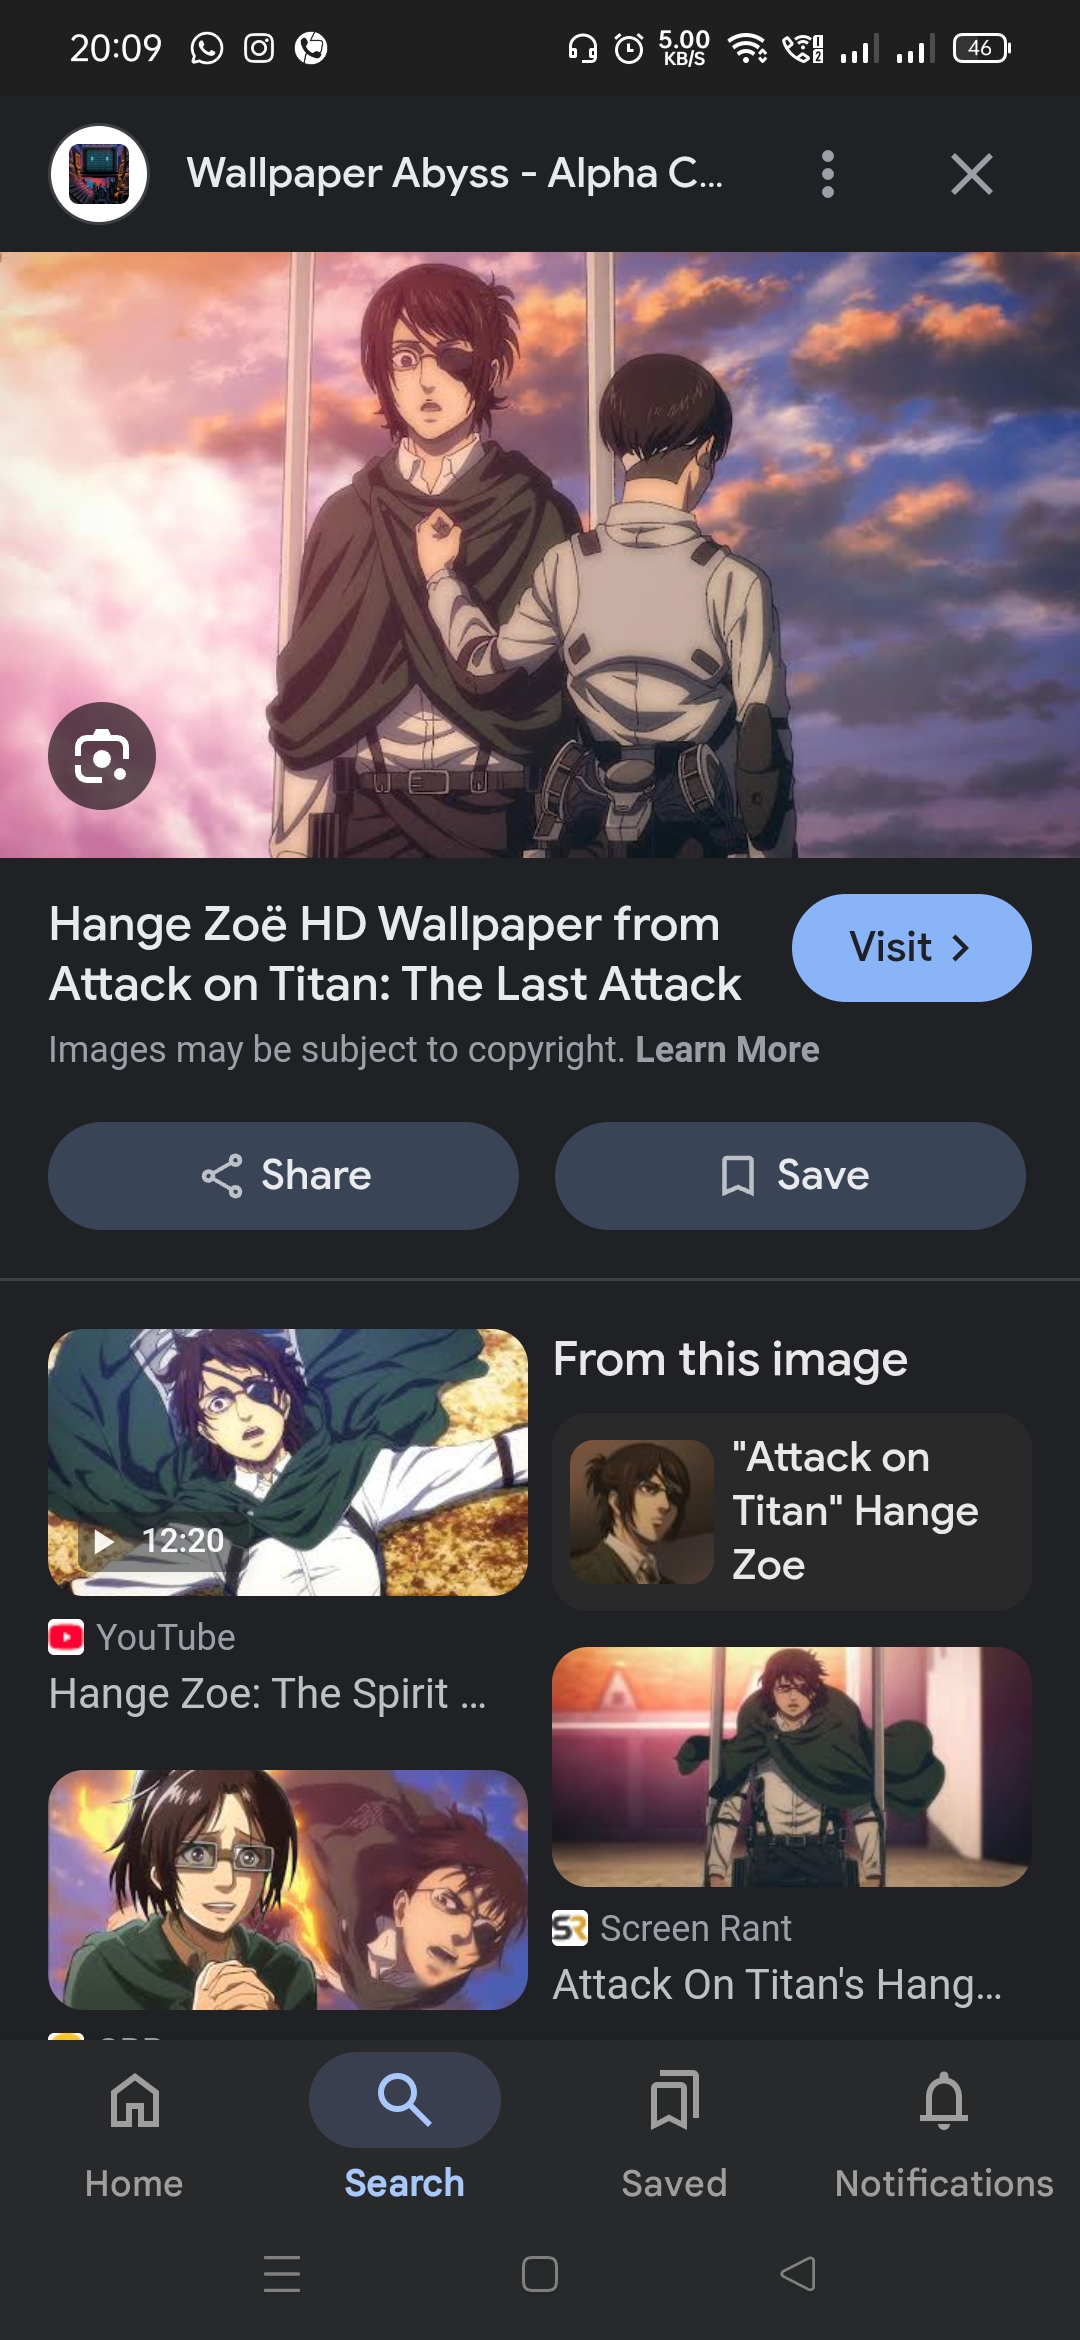 20:09
5.00
KB/S
46
Wallpaper Abyss - Alpha C...
Hange Zoë HD Wallpaper from
Attack on Titan: The Last Attack
Visit
Images may be subject to copyright. Learn More
Share
Save
12:20
YouTube
Hange Zoe: The Spirit ...
From this image
"Attack on
Titan" Hange
Zoe
SR Screen Rant
Attack On Titan's Hang...
Home
Search
Saved
Notifications